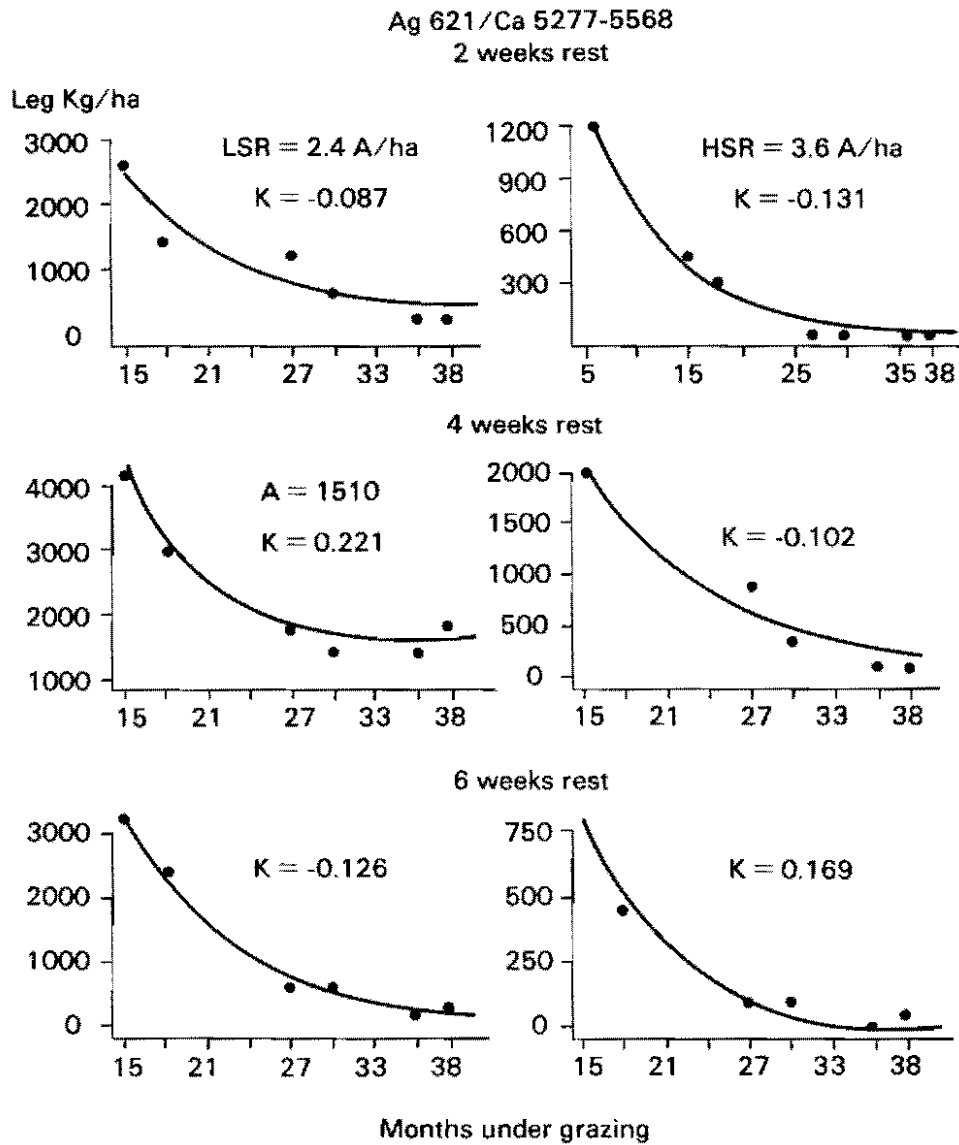 Ag 621/Ca 5277-5568
2 weeks rest
Leg Kg/ha
3000
2000
1000
0
LSR = 2.4 A/ha
K = -0.087
15 21 27 33 38
1200
900
600
300
HSR = 3.6 A/ha
K = -0.131
5 15 25 35 38
4 weeks rest
4000
3000
2000
1000
A = 1510
K = 0.221
15 21 27 33 38
2000
1500
1000
500
0
K = -0.102
15 21 27 33 38
6 weeks rest
3000
2000
1000
0
K = -0.126
15 21 27 33 38
750
500
250
0
K = 0.169
15 21 27 33 38
Months under grazing